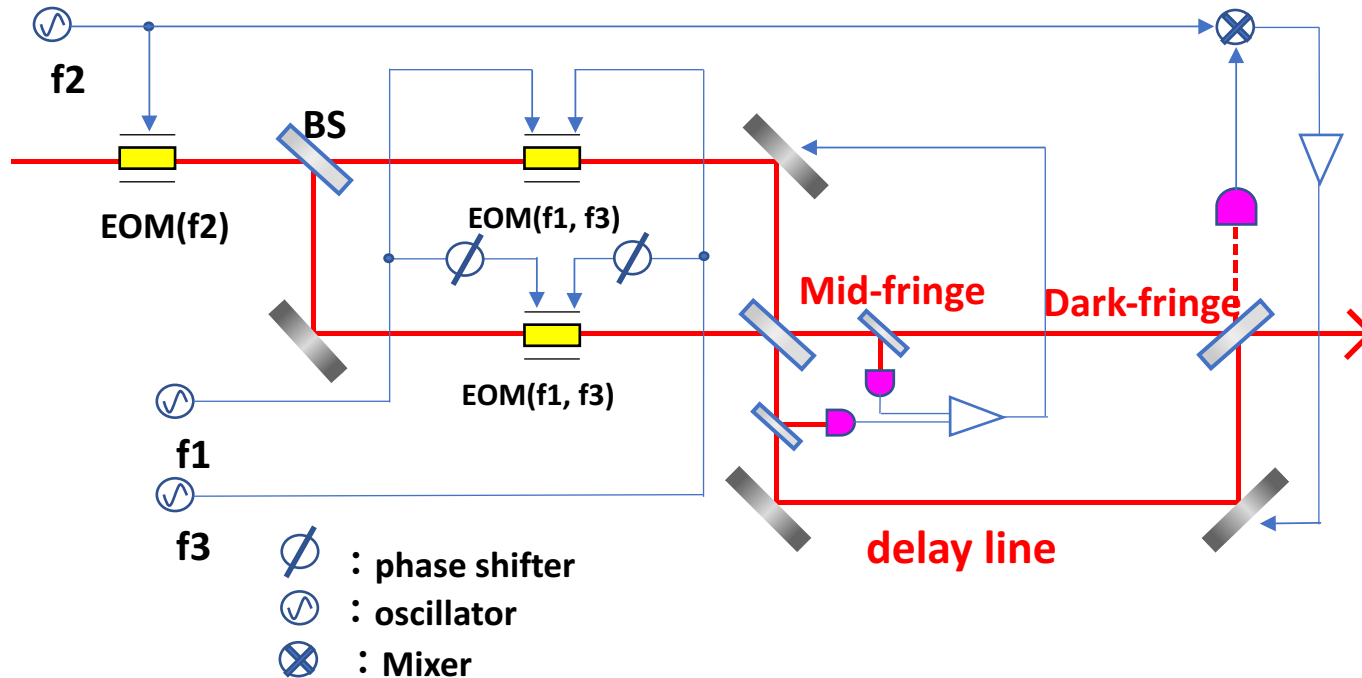 f2
BS
EOM(f2)
EOM(f1, f3)
Mid-fringe
Dark-fringe
EOM(f1, f3)
f1
f3
delay line
：phase shifter
：oscillator
：Mixer